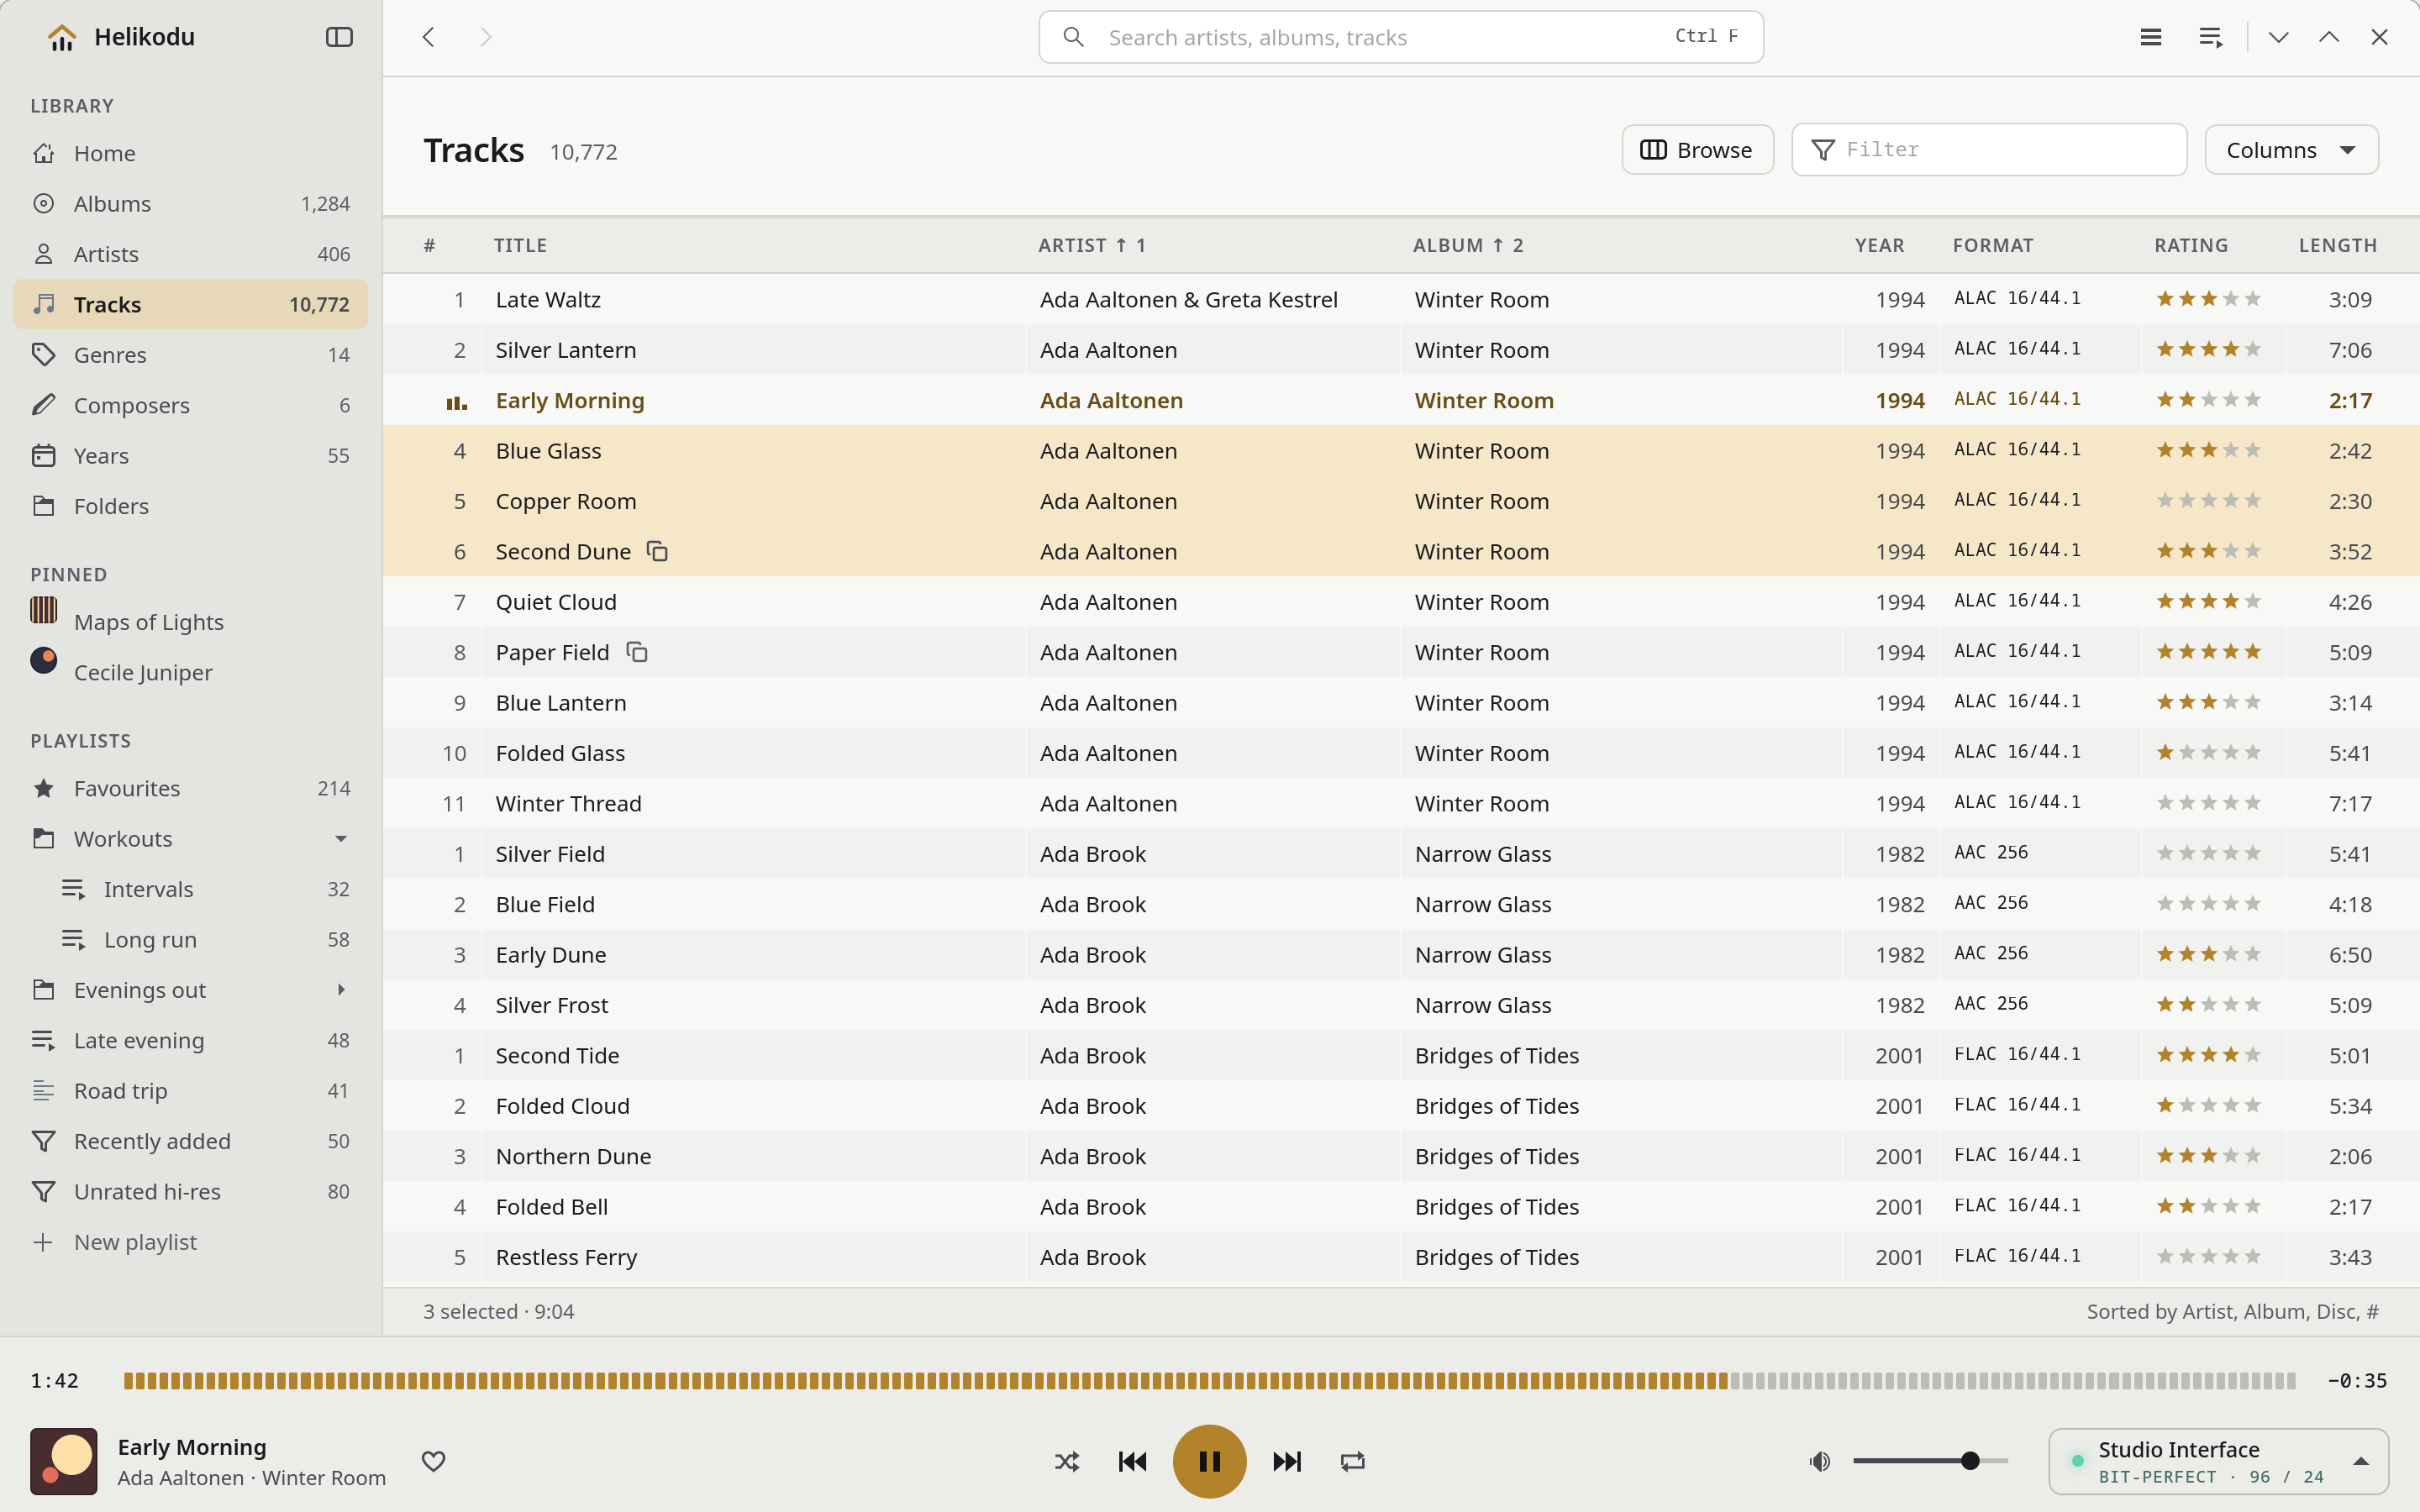 Helikodu
Search artists, albums, tracks Ctrl F
LIBRARY
Home
Albums 1,284
Artists 406
Tracks 10,772
Genres 14
Composers 6
Years 55
Folders
PINNED
Maps of Lights
Cecile Juniper
PLAYLISTS
Favourites 214
Workouts
Intervals 32
Long run 58
Evenings out
Late evening 48
Road trip 41
Recently added 50
Unrated hi-res 80
New playlist
Tracks 10,772
Browse
Filter
Columns
# TITLE ARTIST ↑ 1 ALBUM ↑ 2 YEAR FORMAT RATING LENGTH
1 Late Waltz Ada Aaltonen & Greta Kestrel Winter Room 1994 ALAC 16/44.1 3:09
2 Silver Lantern Ada Aaltonen Winter Room 1994 ALAC 16/44.1 7:06
Early Morning Ada Aaltonen Winter Room 1994 ALAC 16/44.1 2:17
4 Blue Glass Ada Aaltonen Winter Room 1994 ALAC 16/44.1 2:42
5 Copper Room Ada Aaltonen Winter Room 1994 ALAC 16/44.1 2:30
6 Second Dune Ada Aaltonen Winter Room 1994 ALAC 16/44.1 3:52
7 Quiet Cloud Ada Aaltonen Winter Room 1994 ALAC 16/44.1 4:26
8 Paper Field Ada Aaltonen Winter Room 1994 ALAC 16/44.1 5:09
9 Blue Lantern Ada Aaltonen Winter Room 1994 ALAC 16/44.1 3:14
10 Folded Glass Ada Aaltonen Winter Room 1994 ALAC 16/44.1 5:41
11 Winter Thread Ada Aaltonen Winter Room 1994 ALAC 16/44.1 7:17
1 Silver Field Ada Brook Narrow Glass 1982 AAC 256 5:41
2 Blue Field Ada Brook Narrow Glass 1982 AAC 256 4:18
3 Early Dune Ada Brook Narrow Glass 1982 AAC 256 6:50
4 Silver Frost Ada Brook Narrow Glass 1982 AAC 256 5:09
1 Second Tide Ada Brook Bridges of Tides 2001 FLAC 16/44.1 5:01
2 Folded Cloud Ada Brook Bridges of Tides 2001 FLAC 16/44.1 5:34
3 Northern Dune Ada Brook Bridges of Tides 2001 FLAC 16/44.1 2:06
4 Folded Bell Ada Brook Bridges of Tides 2001 FLAC 16/44.1 2:17
5 Restless Ferry Ada Brook Bridges of Tides 2001 FLAC 16/44.1 3:43
3 selected · 9:04
Sorted by Artist, Album, Disc, #
1:42
−0:35
Early Morning
Ada Aaltonen · Winter Room
Studio Interface
BIT-PERFECT · 96 / 24